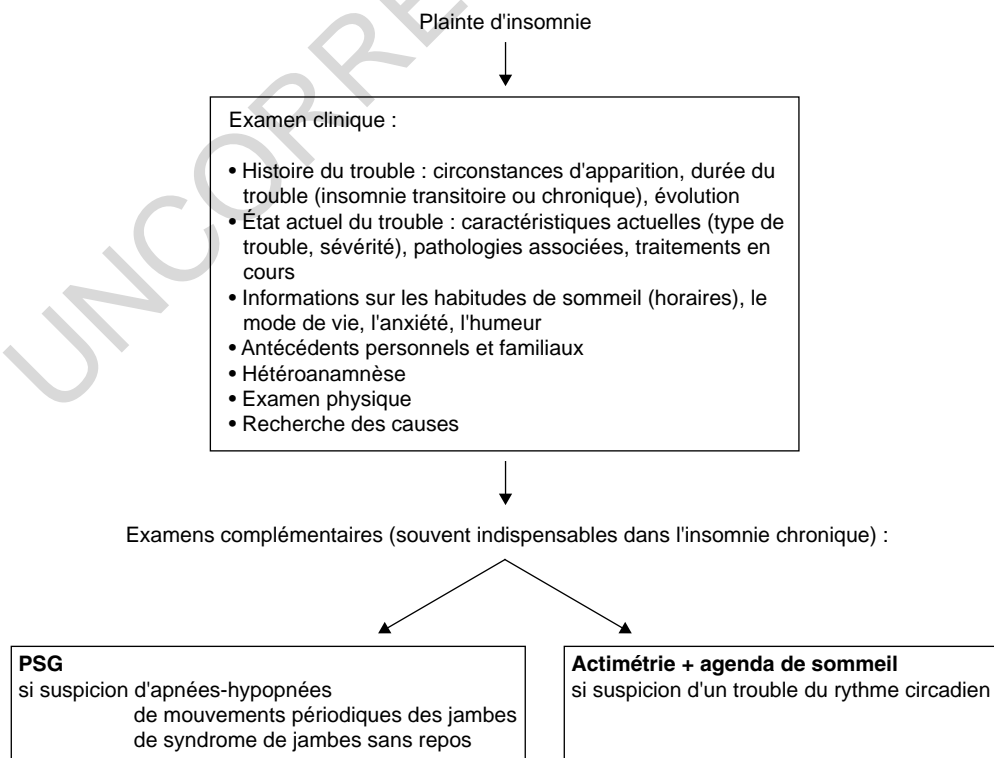 UNCORRE
Plainte d'insomnie
Examen clinique :
• Histoire du trouble : circonstances d'apparition, durée du
trouble (insomnie transitoire ou chronique), évolution
• État actuel du trouble : caractéristiques actuelles (type de
trouble, sévérité), pathologies associées, traitements en
cours
• Informations sur les habitudes de sommeil (horaires), le
mode de vie, l'anxiété, l'humeur
• Antécédents personnels et familiaux
• Hétéroanamnèse
• Examen physique
• Recherche des causes
Examens complémentaires (souvent indispensables dans l'insomnie chronique) :
PSG
si suspicion d'apnées-hypopnées
de mouvements périodiques des jambes
de syndrome de jambes sans repos
Actimétrie + agenda de sommeil
si suspicion d'un trouble du rythme circadien